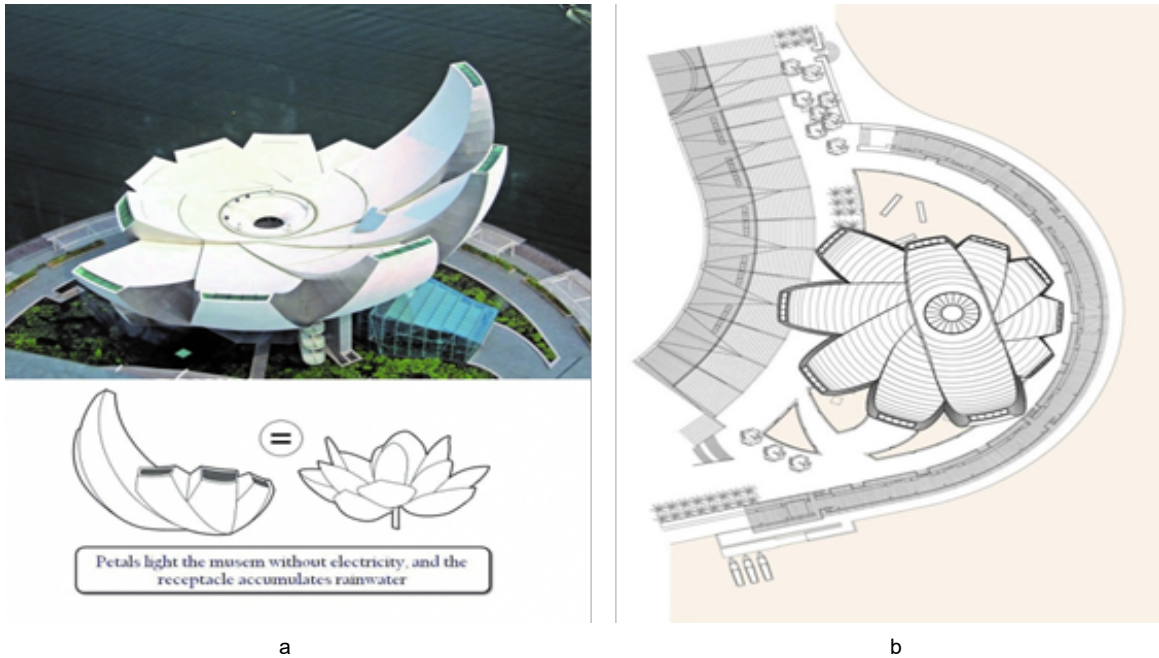 Petals light the musem without electricity, and the
receptacle accumulates rainwater
a
b